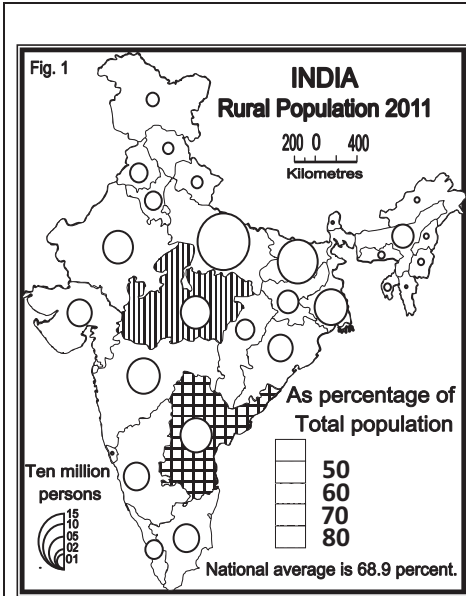 Fig. 1
INDIA
Rural Population 2011
200 0 400
Kilometres
As percentage of
Total population
50
60
70
80
Ten million
persons
15
10
05
02
01
National average is 68.9 percent.